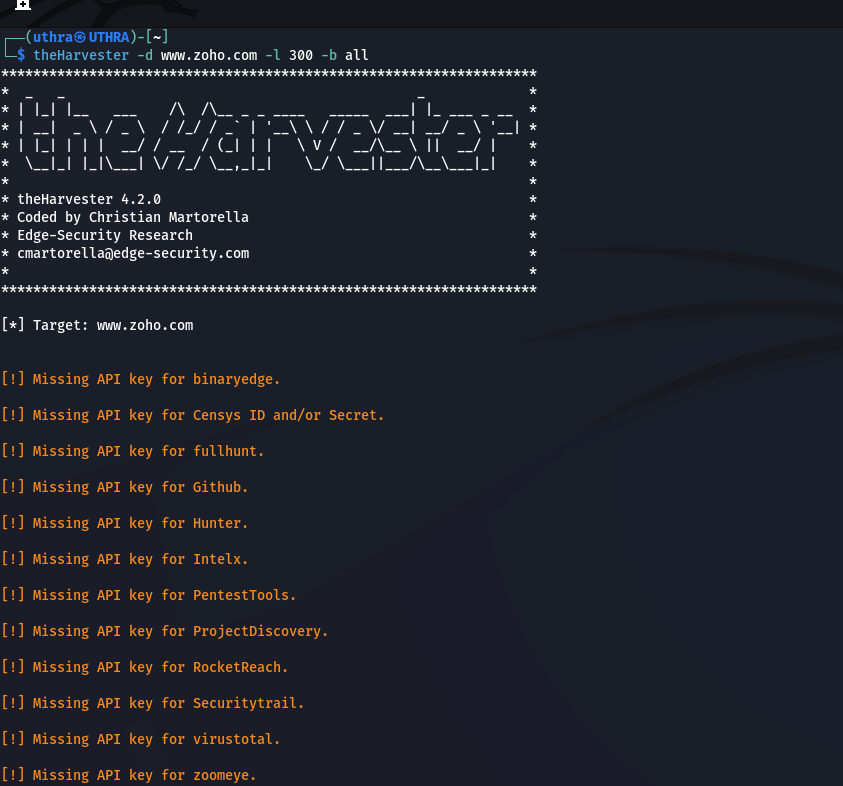 ┌──(uthra㉿UTHRA)-[~]
└─$ theHarvester -d www.zoho.com -l 300 -b all
*******************************************************************
*  _   _                                            _             *
* | |_| |__   ___    /\  /\__ _ _ ____   _____  ___| |_ ___ _ __  *
* | __|  _ \ / _ \  / /_/ / _` | '__\ \ / / _ \/ __| __/ _ \ '__| *
* | |_| | | |  __/ / __  / (_| | |   \ V /  __/\__ \ ||  __/ |    *
*  \__|_| |_|\___| \/ /_/ \__,_|_|    \_/ \___||___/\__\___|_|    *
*                                                                 *
* theHarvester 4.2.0                                              *
* Coded by Christian Martorella                                   *
* Edge-Security Research                                          *
* cmartorella@edge-security.com                                   *
*                                                                 *
*******************************************************************
[*] Target: www.zoho.com
[!] Missing API key for binaryedge.
[!] Missing API key for Censys ID and/or Secret.
[!] Missing API key for fullhunt.
[!] Missing API key for Github.
[!] Missing API key for Hunter.
[!] Missing API key for Intelx.
[!] Missing API key for PentestTools.
[!] Missing API key for ProjectDiscovery.
[!] Missing API key for RocketReach.
[!] Missing API key for Securitytrail.
[!] Missing API key for virustotal.
[!] Missing API key for zoomeye.